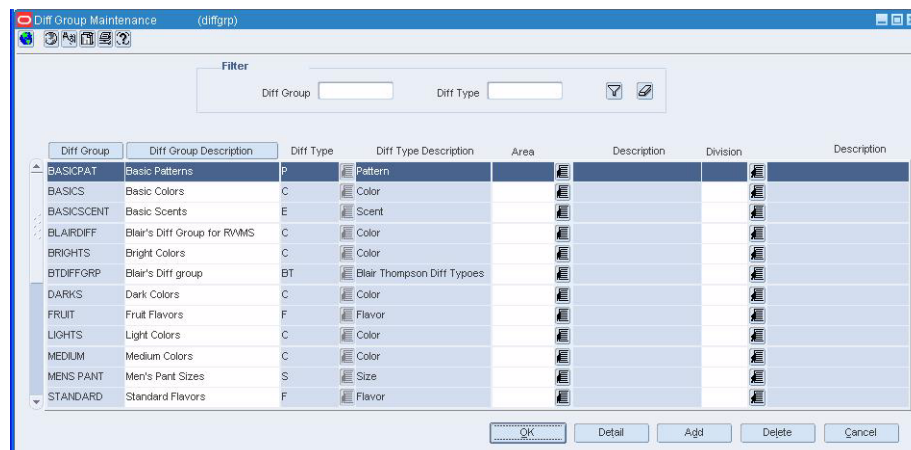 Diff Group Maintenance (diffgrp)
Filter
Diff Group Diff Type
Diff Group Diff Group Description Diff Type Diff Type Description Area Description Division Description
BASICPAT Basic Patterns P Pattern
BASICS Basic Colors C Color
BASICSCENT Basic Scents E Scent
BLAIRDIFF Blair's Diff Group for RWMS C Color
BRIGHTS Bright Colors C Color
BTDIFFGRP Blair's Diff group BT Blair Thompson Diff Typoes
DARKS Dark Colors C Color
FRUIT Fruit Flavors F Flavor
LIGHTS Light Colors C Color
MEDIUM Medium Colors C Color
MENS PANT Men's Pant Sizes S Size
STANDARD Standard Flavors F Flavor
OK Detail Add Delete Cancel